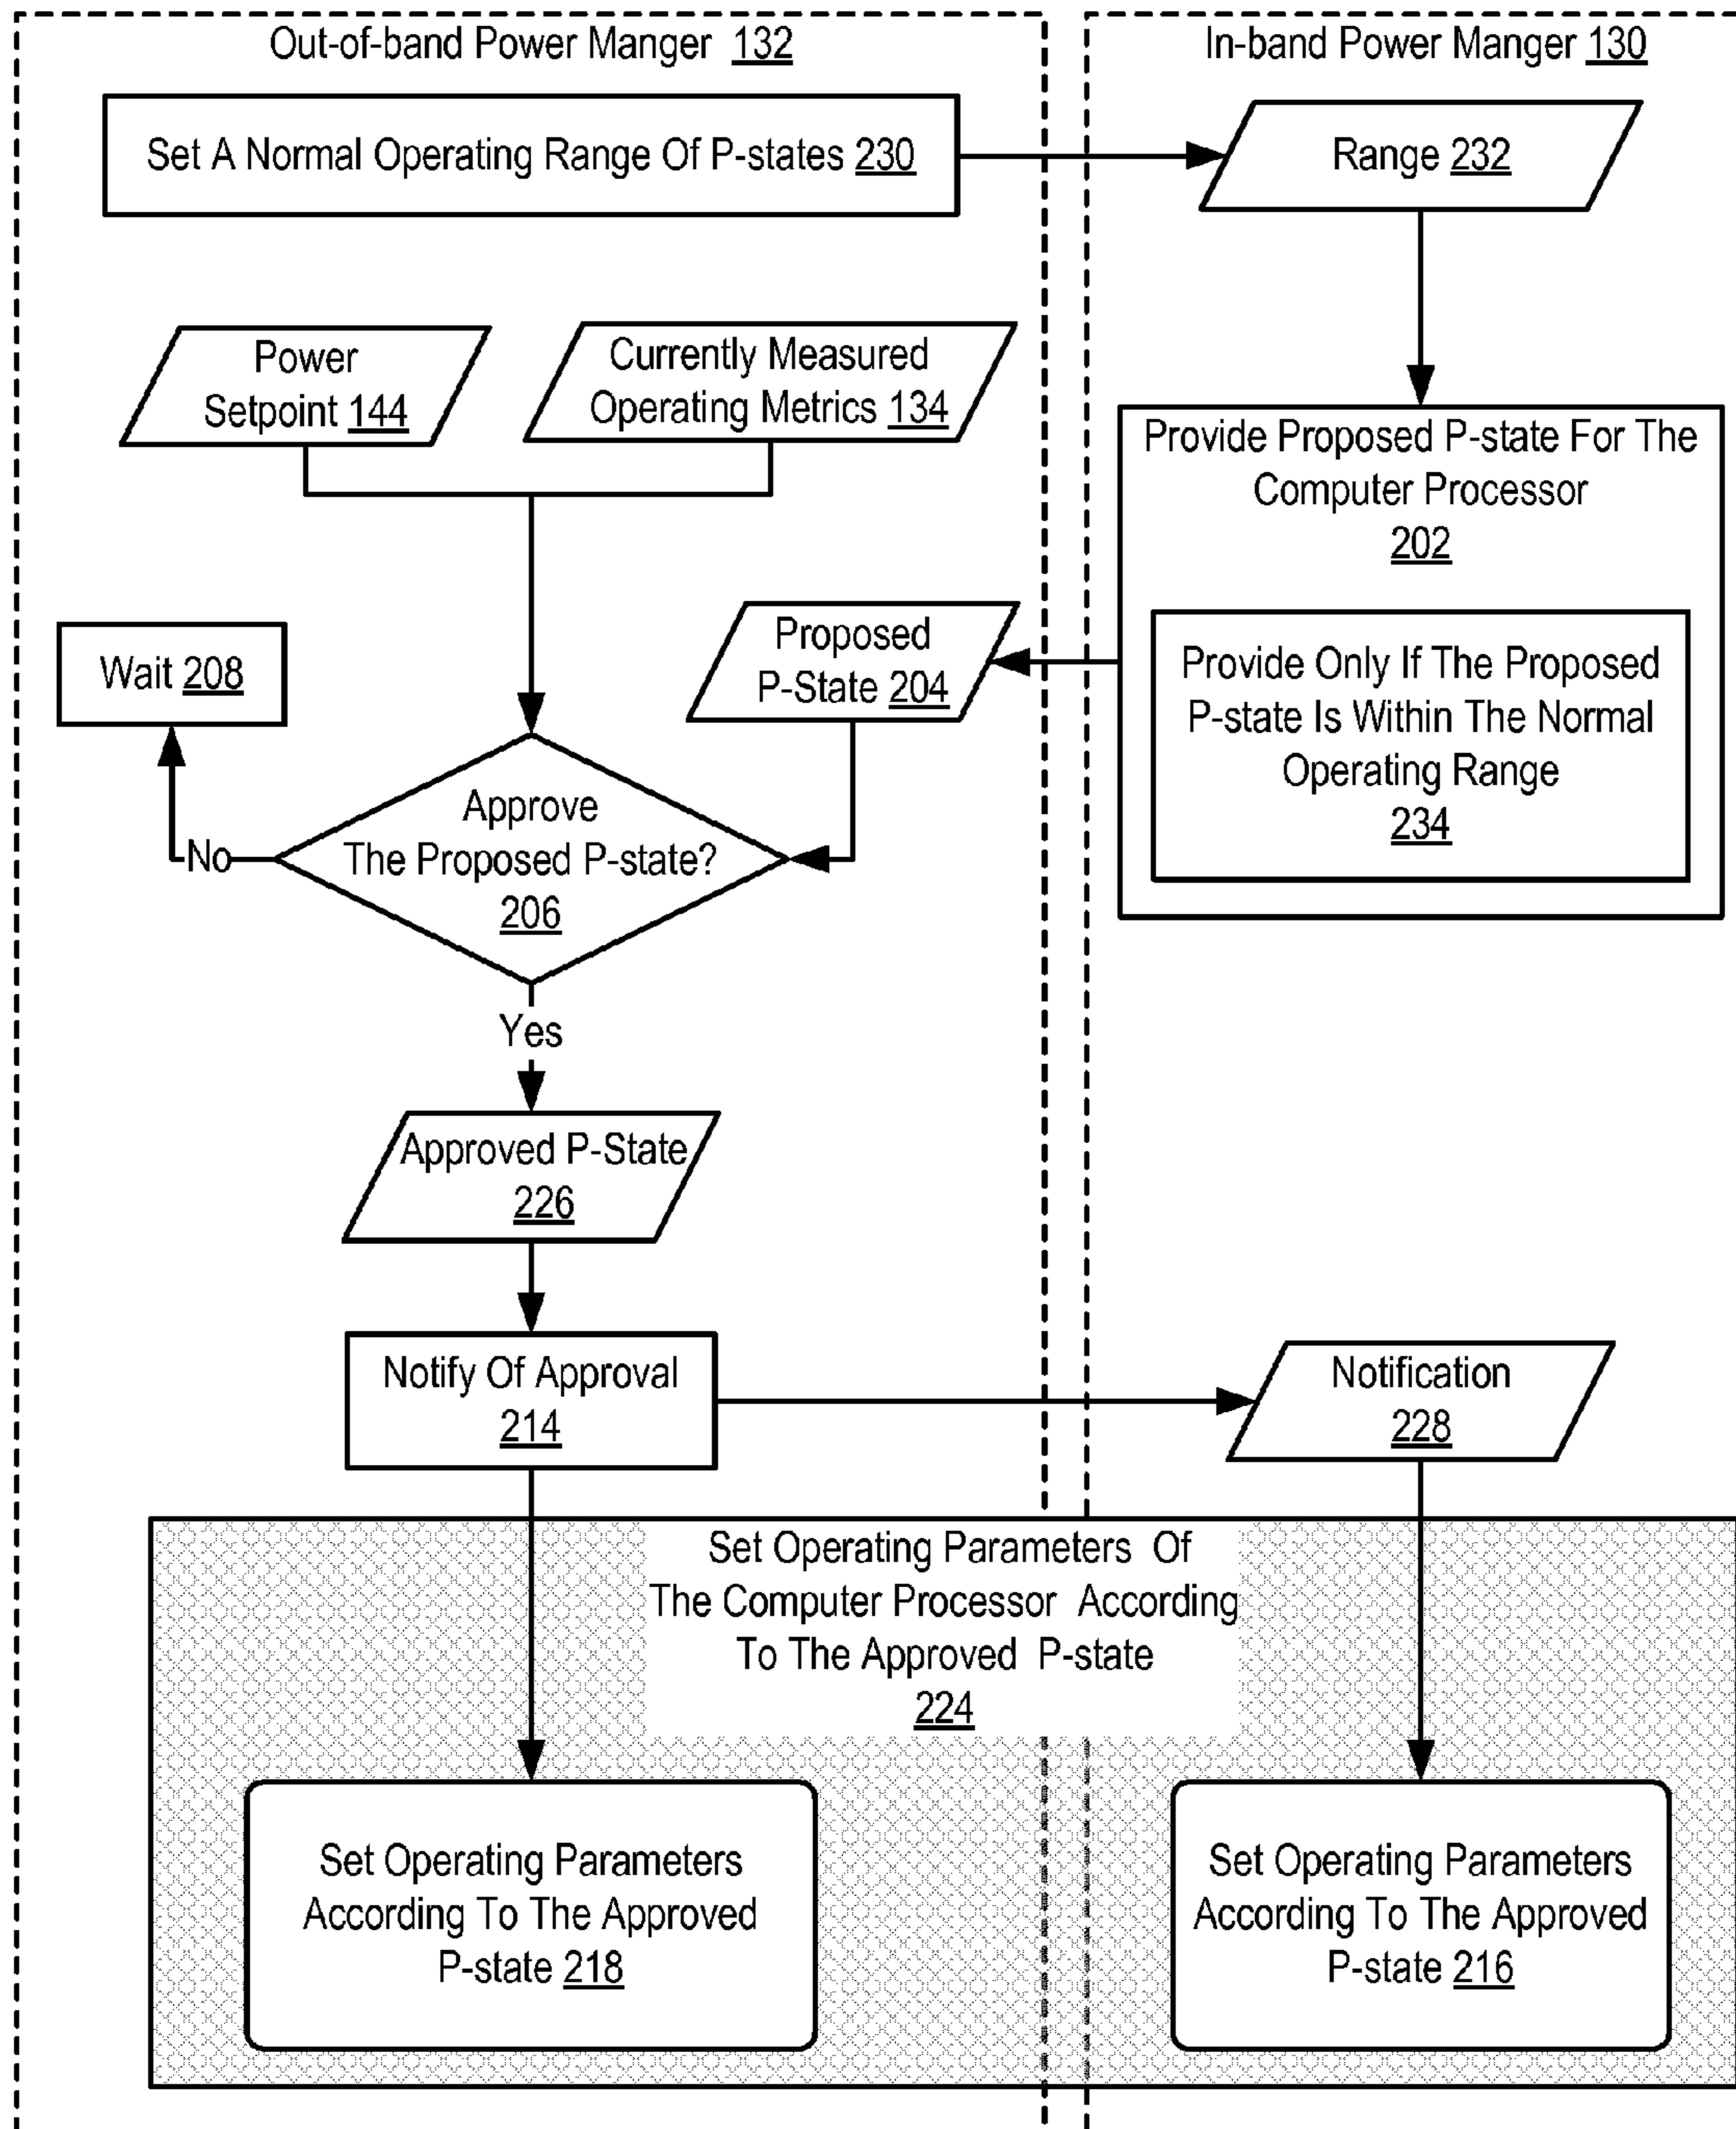 Out-of-band Power Manger 132
In-band Power Manger 130
Set A Normal Operating Range Of P-states 230
Range 232
Power
Setpoint 144
Currently Measured
Operating Metrics 134
Provide Proposed P-state For The
Computer Processor
202
Proposed
P-State 204
Provide Only If The Proposed
P-state Is Within The Normal
Operating Range
234
Wait 208
Approve
The Proposed P-state?
206
No
Yes
Approved P-State
226
Notify Of Approval
214
Notification
228
Set Operating Parameters Of
The Computer Processor According
To The Approved P-state
224
Set Operating Parameters
According To The Approved
P-state 218
Set Operating Parameters
According To The Approved
P-state 216